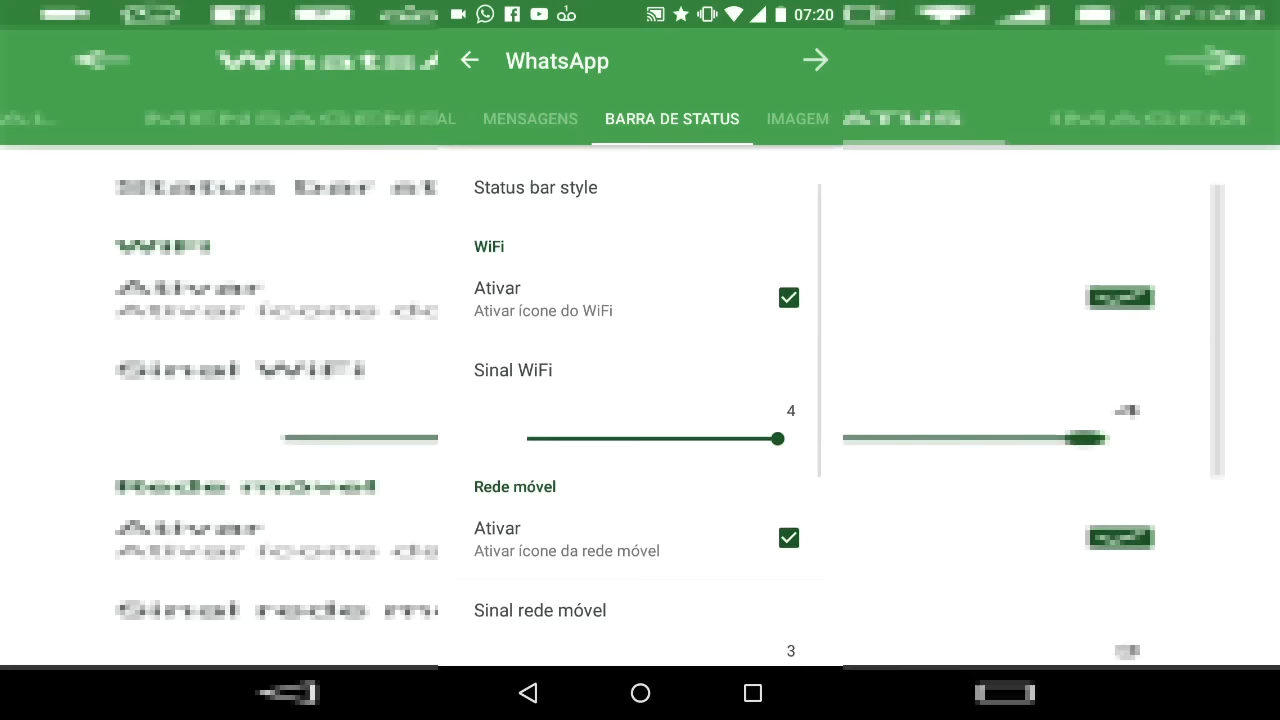 07:20
WhatsApp
AL MENSAGENS BARRA DE STATUS IMAGEM
Status bar style
WiFi
Ativar
Ativar ícone do WiFi
Sinal WiFi
4
Rede móvel
Ativar
Ativar ícone da rede móvel
Sinal rede móvel
3